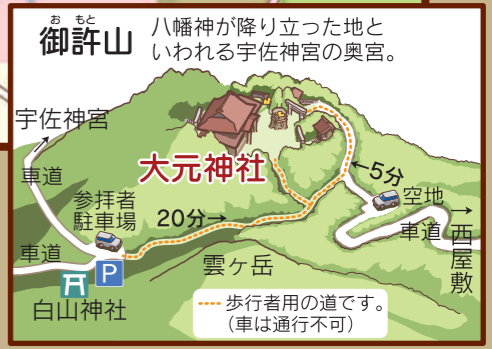 おもと
御許山
八幡神が降り立った地と
いわれる宇佐神宮の奥宮。
宇佐神宮
大元神社
←5分
車道
参拝者
駐車場
20分→
空地
車道
西屋敷
車道
P
雲ヶ岳
白山神社
歩行者用の道です。
(車は通行不可)